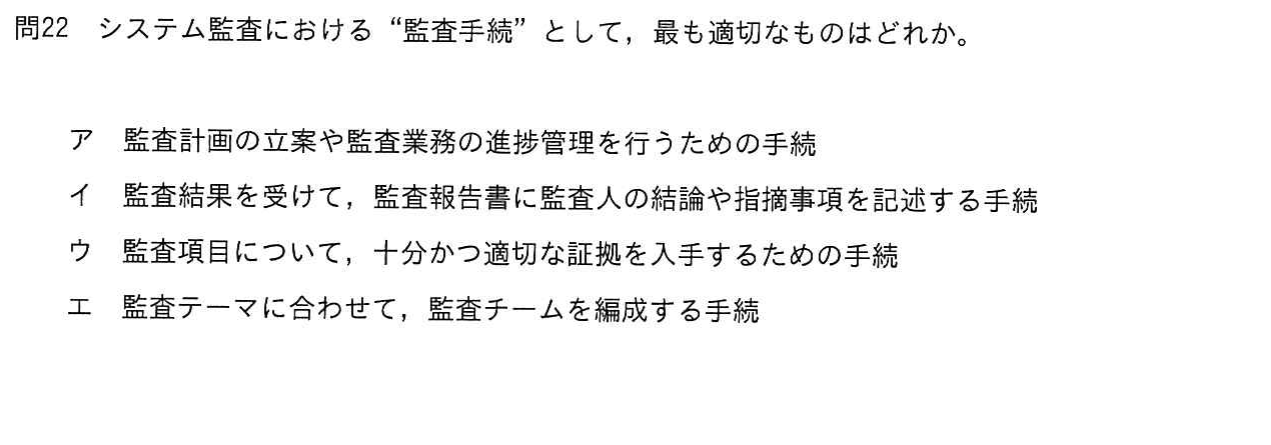 問22 システム監査における“監査手続”として，最も適切なものはどれか。
ア 監査計画の立案や監査業務の進捗管理を行うための手続
イ 監査結果を受けて，監査報告書に監査人の結論や指摘事項を記述する手続
ウ 監査項目について，十分かつ適切な証拠を入手するための手続
エ 監査テーマに合わせて，監査チームを編成する手続